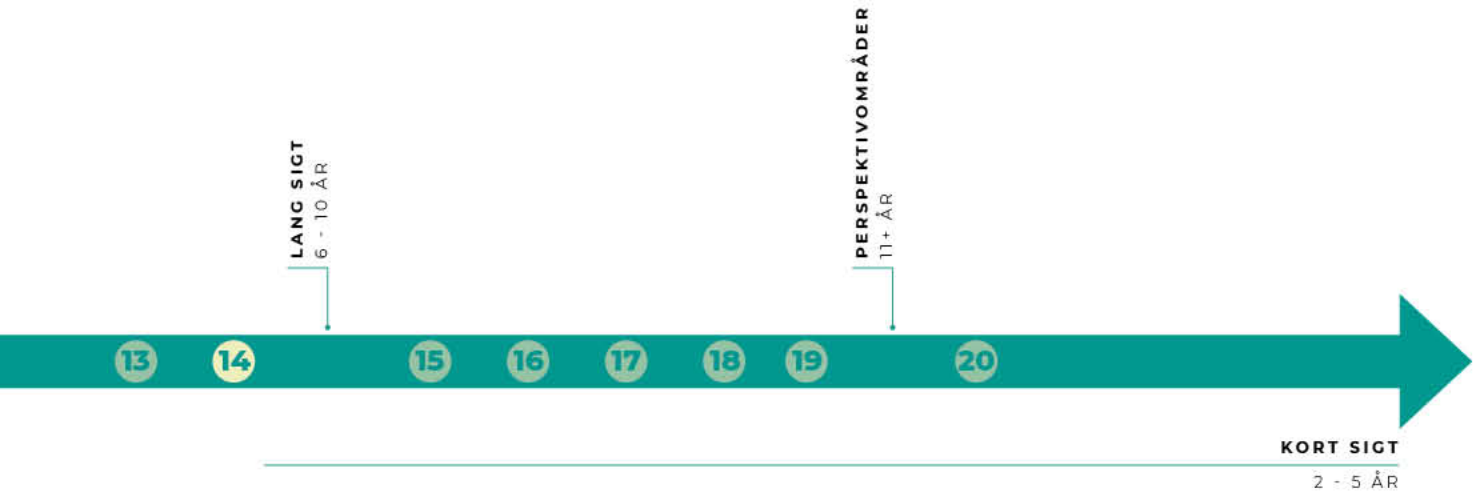 LANG SIGT
6 - 10 ÅR
PERSPEKTIVOMRÅDER
11+ ÅR
13 14 15 16 17 18 19 20
KORT SIGT
2 - 5 ÅR